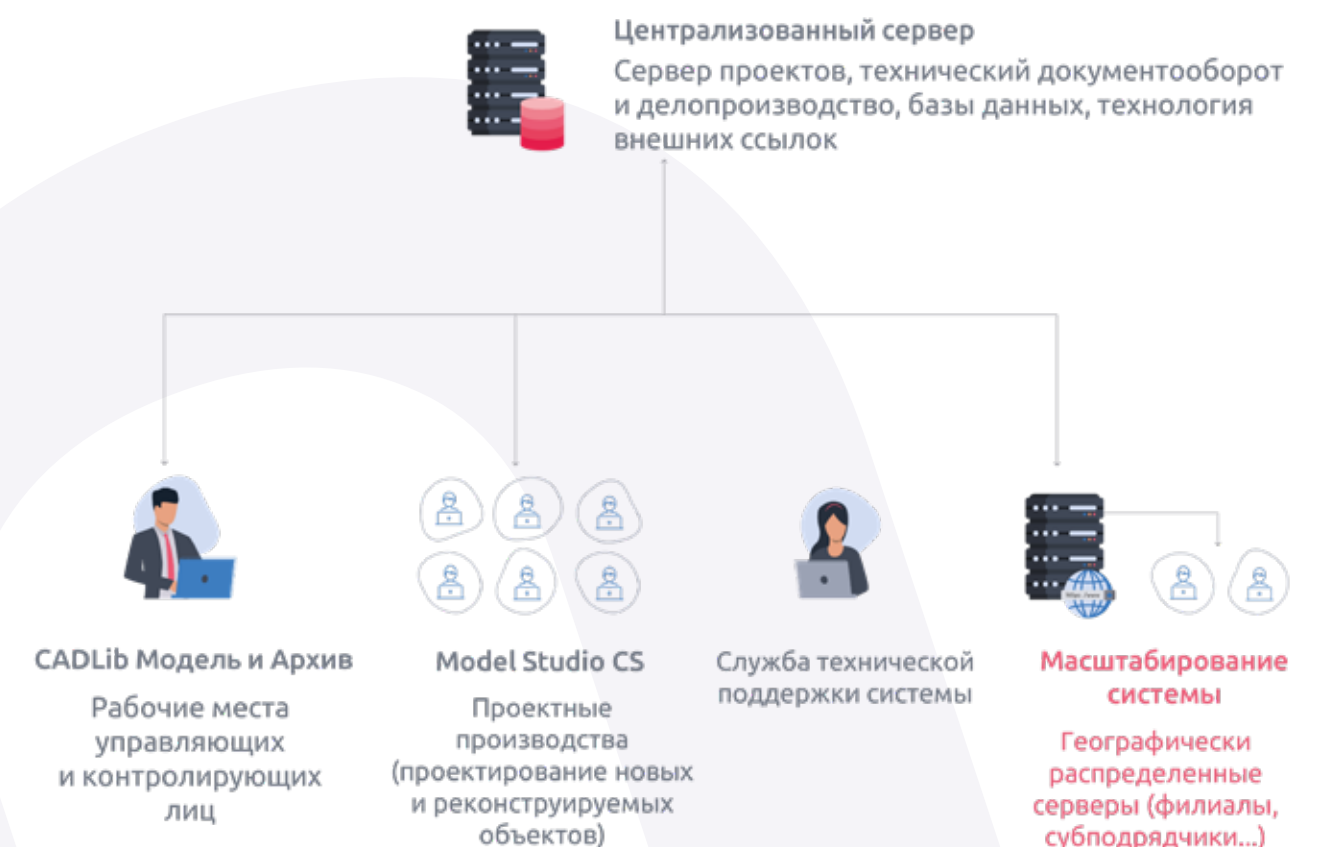 Централизованный сервер
Сервер проектов, технический документооборот
и делопроизводство, базы данных, технология
внешних ссылок
CADLib Модель и Архив
Рабочие места
управляющих
и контролирующих
лиц
Model Studio CS
Проектные
производства
(проектирование новых
и реконструируемых
объектов)
Служба технической
поддержки системы
Масштабирование
системы
Географически
распределенные
серверы (филиалы,
субподрядчики...)